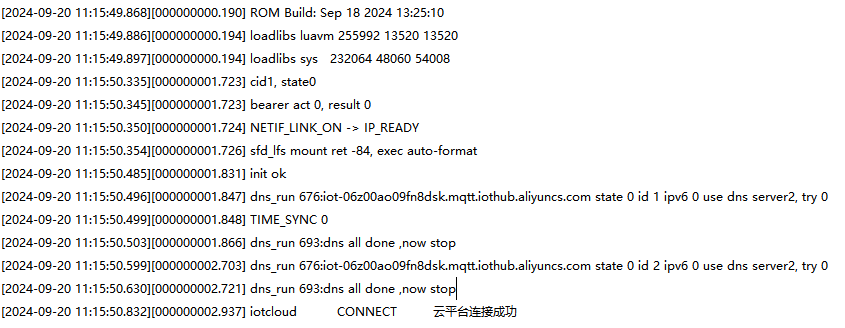 [2024-09-20 11:15:49.868][000000000.190] ROM Build: Sep 18 2024 13:25:10
[2024-09-20 11:15:49.886][000000000.194] loadlibs luavm 255992 13520 13520
[2024-09-20 11:15:49.897][000000000.194] loadlibs sys   232064 48060 54008
[2024-09-20 11:15:50.335][000000001.723] cid1, state0
[2024-09-20 11:15:50.345][000000001.723] bearer act 0, result 0
[2024-09-20 11:15:50.350][000000001.724] NETIF_LINK_ON -> IP_READY
[2024-09-20 11:15:50.354][000000001.726] sfd_lfs mount ret -84, exec auto-format
[2024-09-20 11:15:50.485][000000001.831] init ok
[2024-09-20 11:15:50.496][000000001.847] dns_run 676:iot-06z00ao09fn8dsk.mqtt.iothub.aliyuncs.com state 0 id 1 ipv6 0 use dns server2, try 0
[2024-09-20 11:15:50.499][000000001.848] TIME_SYNC 0
[2024-09-20 11:15:50.503][000000001.866] dns_run 693:dns all done ,now stop
[2024-09-20 11:15:50.599][000000002.703] dns_run 676:iot-06z00ao09fn8dsk.mqtt.iothub.aliyuncs.com state 0 id 2 ipv6 0 use dns server2, try 0
[2024-09-20 11:15:50.630][000000002.721] dns_run 693:dns all done ,now stop
[2024-09-20 11:15:50.832][000000002.937] iotcloud	CONNECT	云平台连接成功